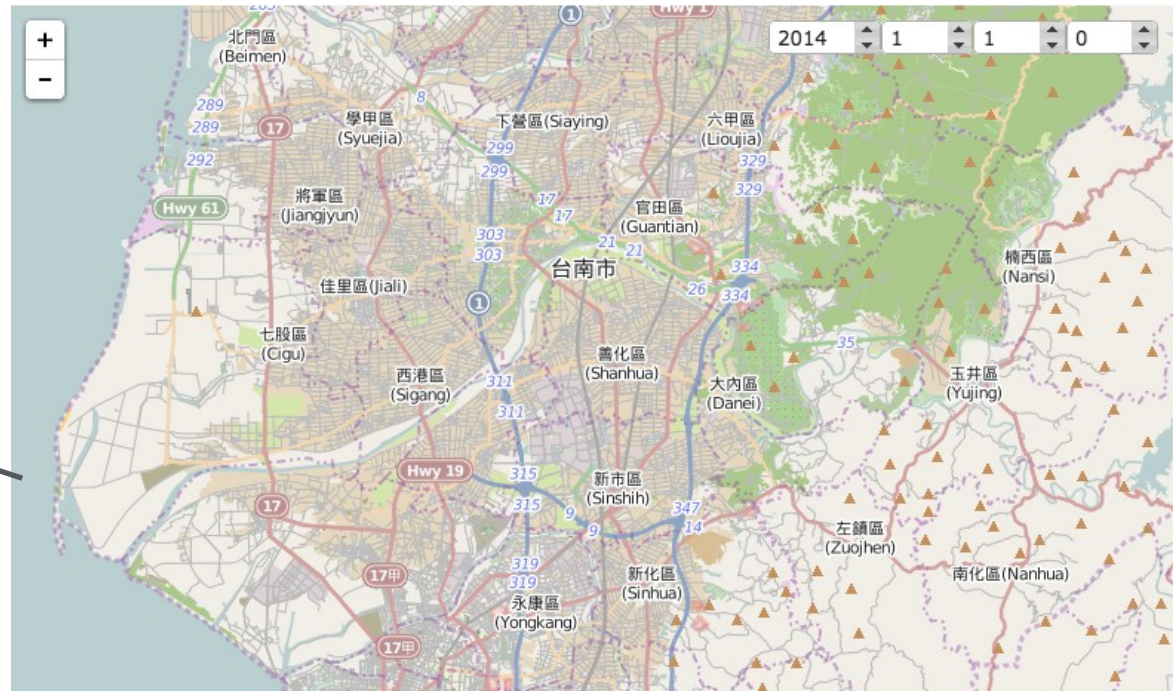 +
−
2014
1
1
0
1
Hwy 1
北門區
(Beimen)
289
289
292
17
8
學甲區
(Syuejia)
下營區(Siaying)
299
299
六甲區
(Lioujia)
329
329
將軍區
(Jiangjyun)
Hwy 61
17
17
官田區
(Guantian)
303
303
21
21
台南市
26
334
334
楠西區
(Nansi)
佳里區(Jiali)
1
七股區
(Cigu)
35
善化區
(Shanhua)
西港區
(Sigang)
311
311
大內區
(Danei)
玉井區
(Yujing)
Hwy 19
315
315
新市區
(Sinshih)
17
9
9
347
14
左鎮區
(Zuojhen)
319
319
17甲
新化區
(Sinhua)
南化區(Nanhua)
永康區
(Yongkang)
17甲